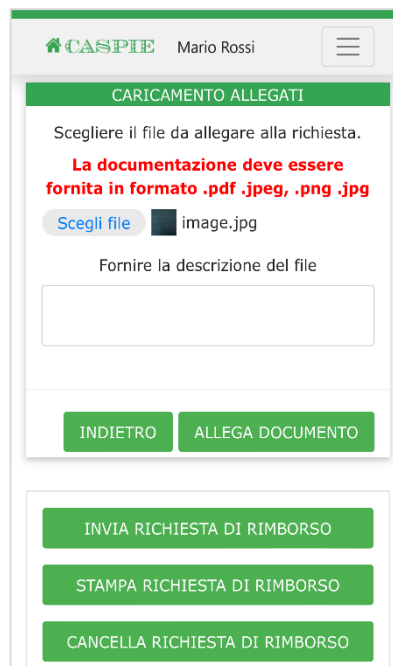 CASPIE Mario Rossi
CARICAMENTO ALLEGATI
Scegliere il file da allegare alla richiesta.
La documentazione deve essere
fornita in formato .pdf .jpeg, .png .jpg
Scegli file image.jpg
Fornire la descrizione del file
INDIETRO ALLEGA DOCUMENTO
INVIA RICHIESTA DI RIMBORSO
STAMPA RICHIESTA DI RIMBORSO
CANCELLA RICHIESTA DI RIMBORSO